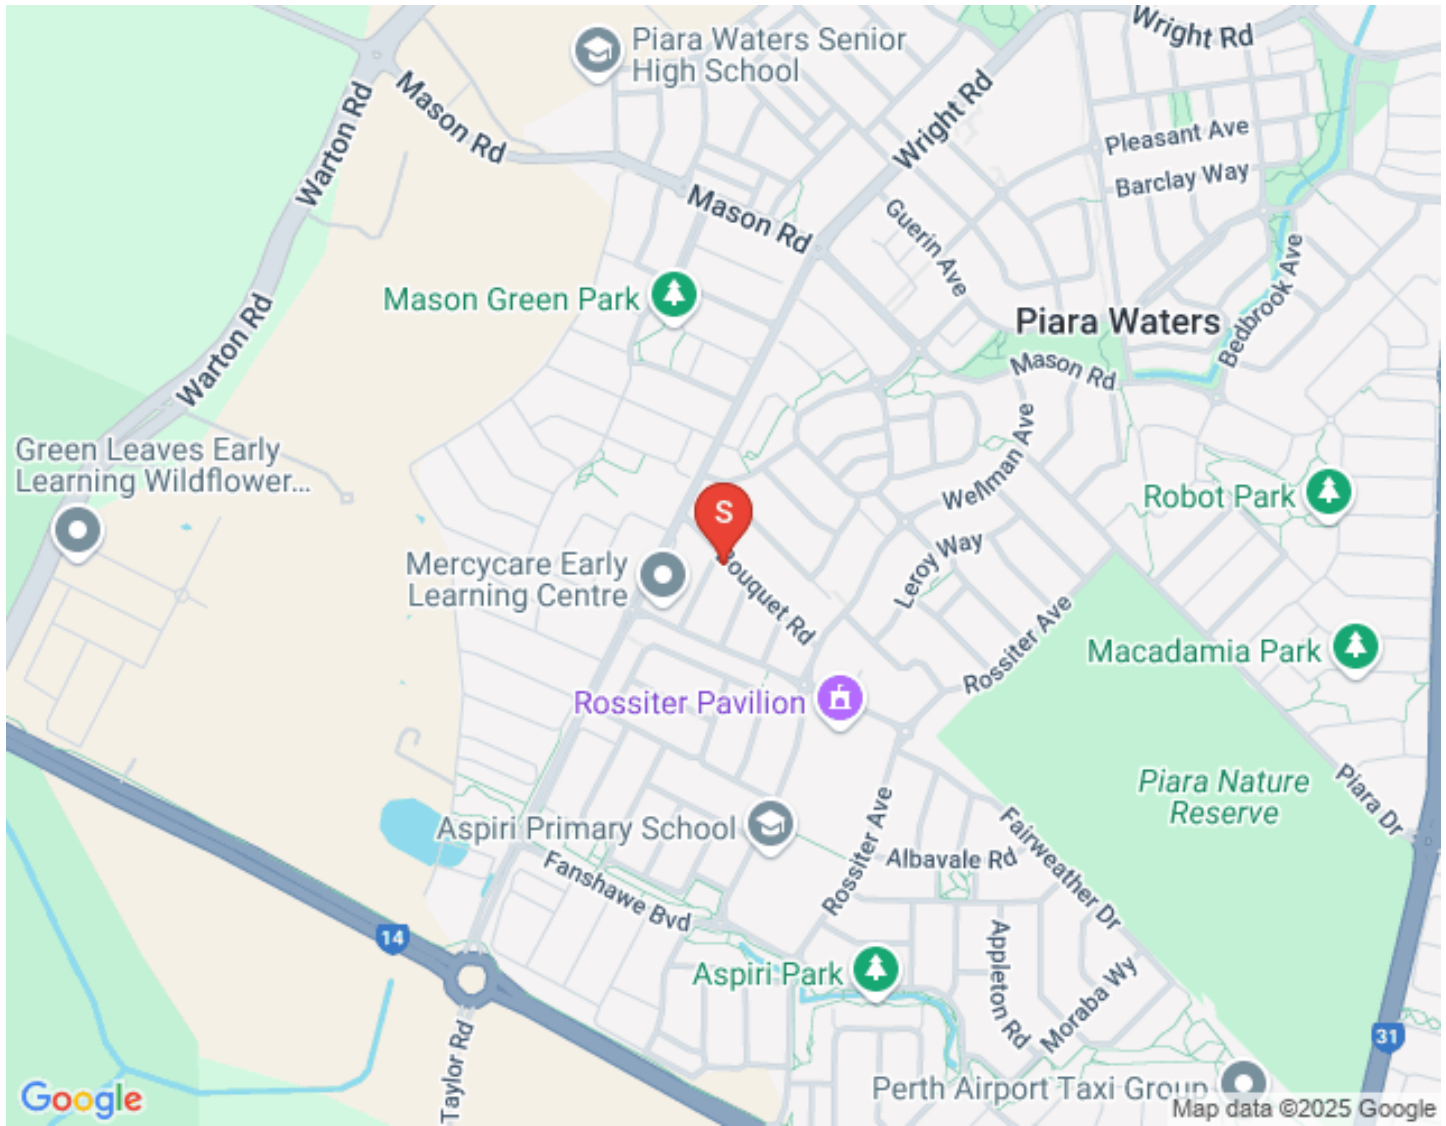 Piara Waters Senior
High School
Wright Rd
Wright Rd
Warton Rd
Mason Rd
Pleasant Ave
Barclay Way
Mason Rd
Guerin Ave
Mason Green Park
Piara Waters
Bedbrook Ave
Warton Rd
Mason Rd
Green Leaves Early
Learning Wildflower...
Wellman Ave
Robot Park
S
Leroy Way
Mercycare Early
Learning Centre
Bouquet Rd
Rossiter Ave
Macadamia Park
Rossiter Pavilion
Piara Nature
Reserve
Piara Dr
Aspiri Primary School
Rossiter Ave
Albavale Rd
Fairweather Dr
Fanshawe Bvd
14
Aspiri Park
Appleton Rd
Moraba Wy
31
Taylor Rd
Perth Airport Taxi Group
Google
Map data ©2025 Google